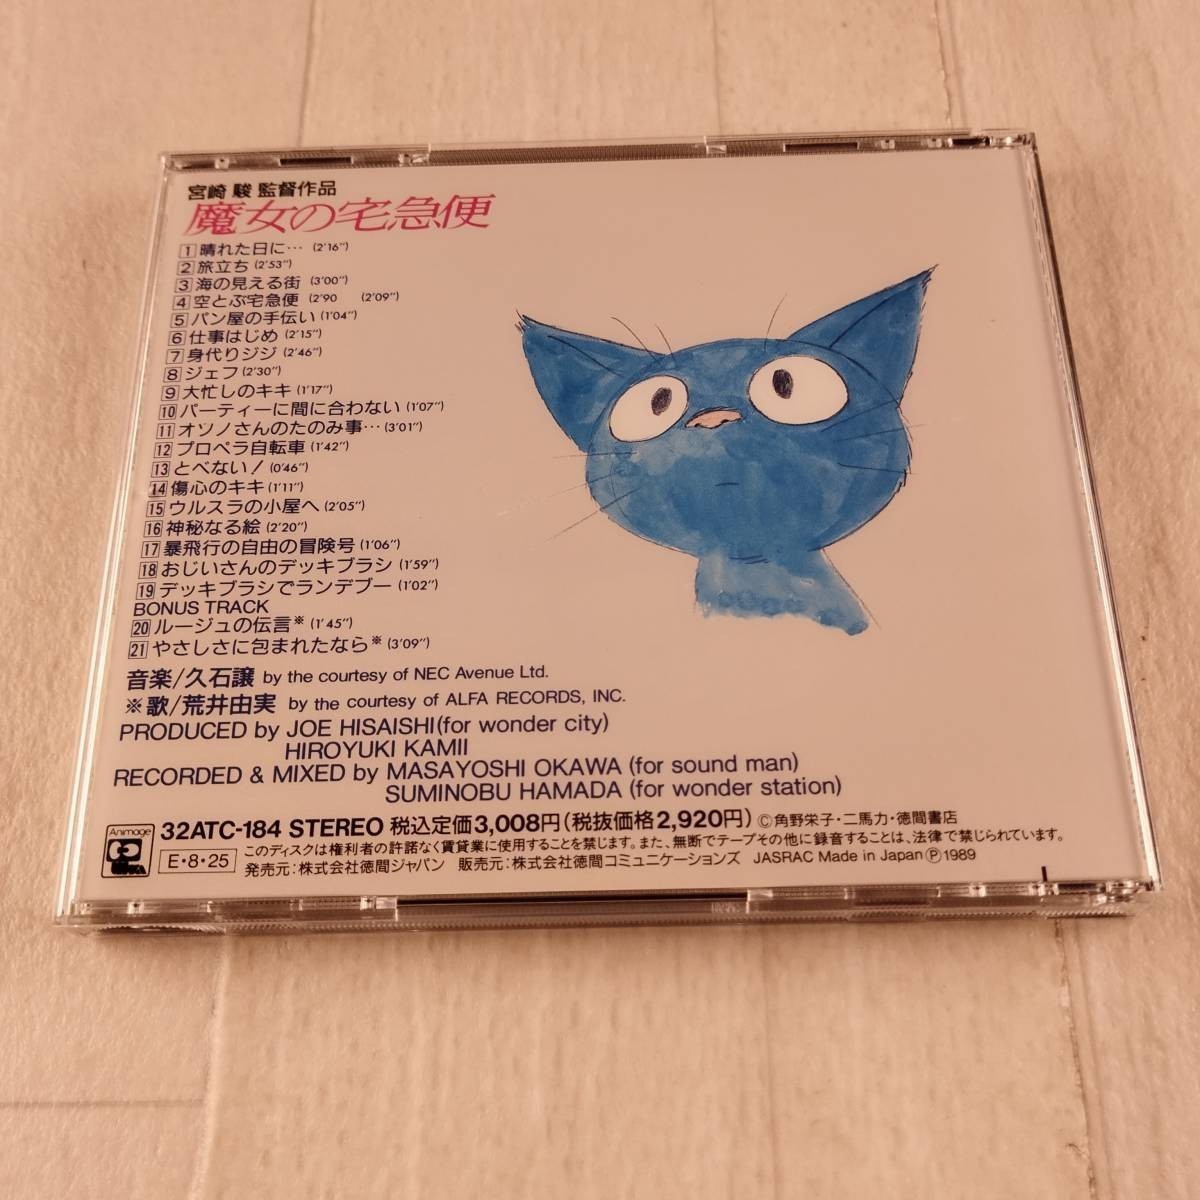 宮崎 駿 監督作品
魔女の宅急便
1 晴れた日に… (2'16")
2 旅立ち (2'53")
3 海の見える街 (3'00")
4 空とぶ宅急便 (2'90 (2'09")
5 パン屋の手伝い (1'04")
6 仕事はじめ (2'15")
7 身代りジジ (2'46")
8 ジェフ (2'30")
9 大忙しのキキ (1'17")
10 パーティーに間に合わない (1'07")
11 オソノさんのたのみ事… (3'01")
12 プロペラ自転車 (1'42")
13 とべない! (0'46")
14 傷心のキキ (1'11")
15 ウルスラの小屋へ (2'05")
16 神秘なる絵 (2'20")
17 暴飛行の自由の冒険号 (1'06")
18 おじいさんのデッキブラシ (1'59")
19 デッキブラシでランデブー (1'02")
BONUS TRACK
20 ルージュの伝言※ (1'45")
21 やさしさに包まれたなら※ (3'09")
音楽/久石譲 by the courtesy of NEC Avenue Ltd.
※歌/荒井由実 by the courtesy of ALFA RECORDS, INC.
PRODUCED by JOE HISAISHI (for wonder city)
HIROYUKI KAMII
RECORDED & MIXED by MASAYOSHI OKAWA (for sound man)
SUMINOBU HAMADA (for wonder station)
Animage
32ATC-184 STEREO 税込定価3,008円(税抜価格2,920円) Ⓒ角野栄子・二馬力・徳間書店
E・8・25
このディスクは権利者の許諾なく賃貸業に使用することを禁じます。また、無断でテープその他に録音することは、法律で禁じられています。
発売元:株式会社徳間ジャパン 販売元:株式会社徳間コミュニケーションズ JASRAC Made in Japan Ⓟ1989